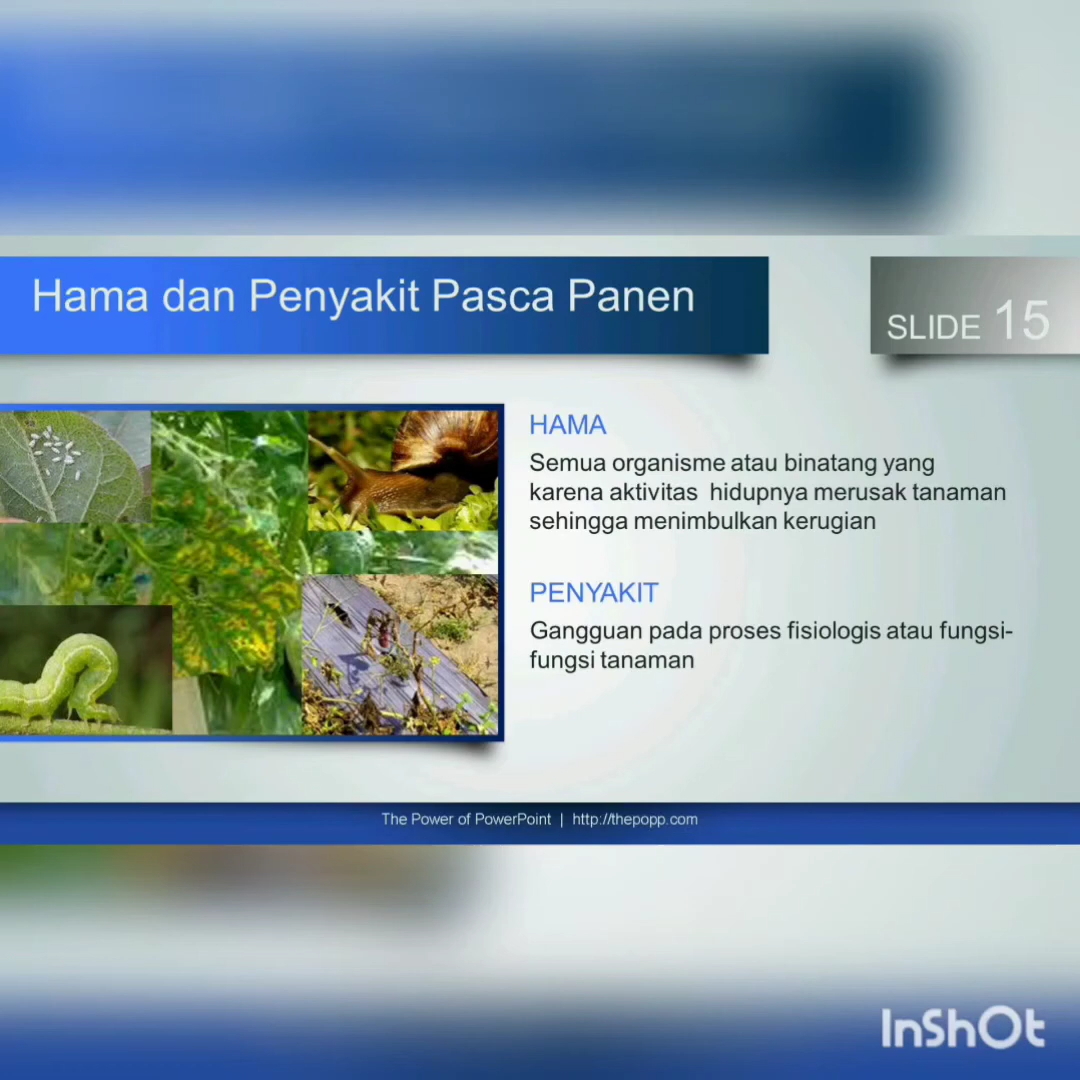 Hama dan Penyakit Pasca Panen
SLIDE 15
HAMA
Semua organisme atau binatang yang
karena aktivitas hidupnya merusak tanaman
sehingga menimbulkan kerugian
PENYAKIT
Gangguan pada proses fisiologis atau fungsi-
fungsi tanaman
The Power of PowerPoint | http://thepopp.com
InShOt